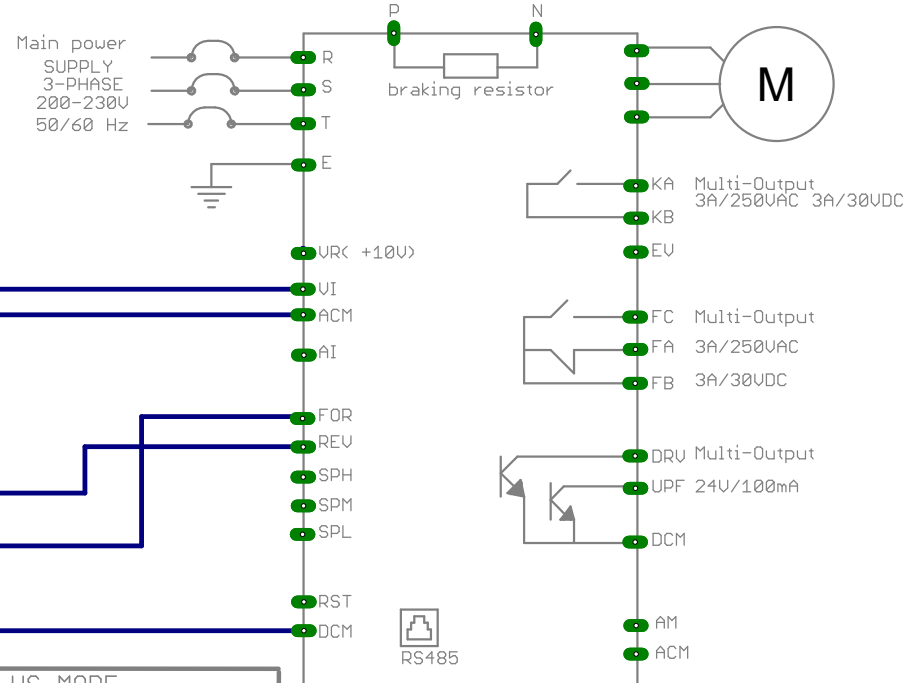 P
N
Main power
SUPPLY
3-PHASE
200-230V
50/60 Hz
R
S
T
E
braking resistor
M
KA Multi-Output
3A/250VAC 3A/30VDC
KB
EV
VR( +10V)
VI
ACM
AI
FC Multi-Output
FA 3A/250VAC
FB 3A/30VDC
FOR
REV
SPH
SPM
SPL
DRV Multi-Output
UPF 24V/100mA
DCM
RST
DCM
RS485
AM
ACM